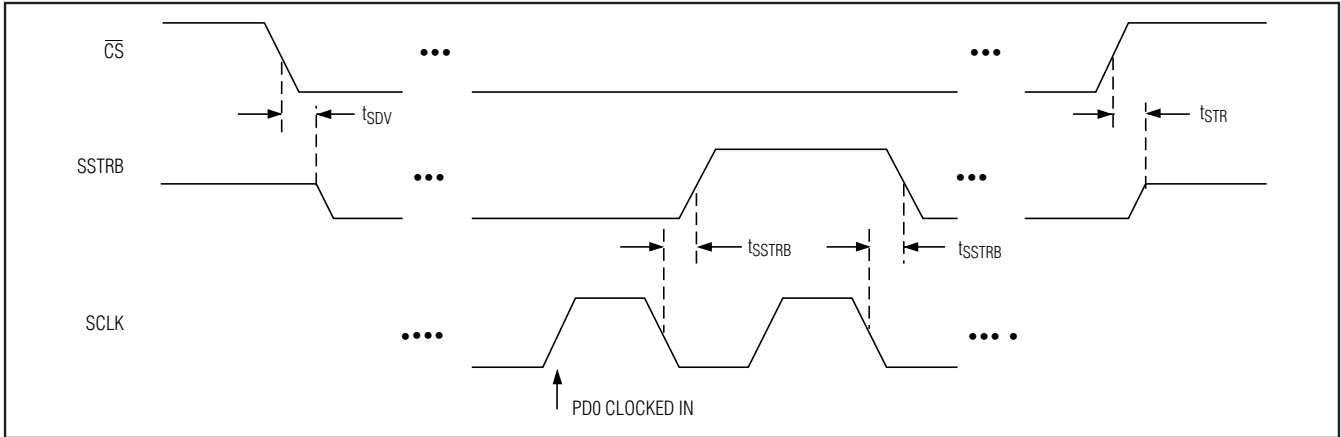 CS
tSDV
tSTR
SSTRB
tSSTRB
tSSTRB
SCLK
PD0 CLOCKED IN